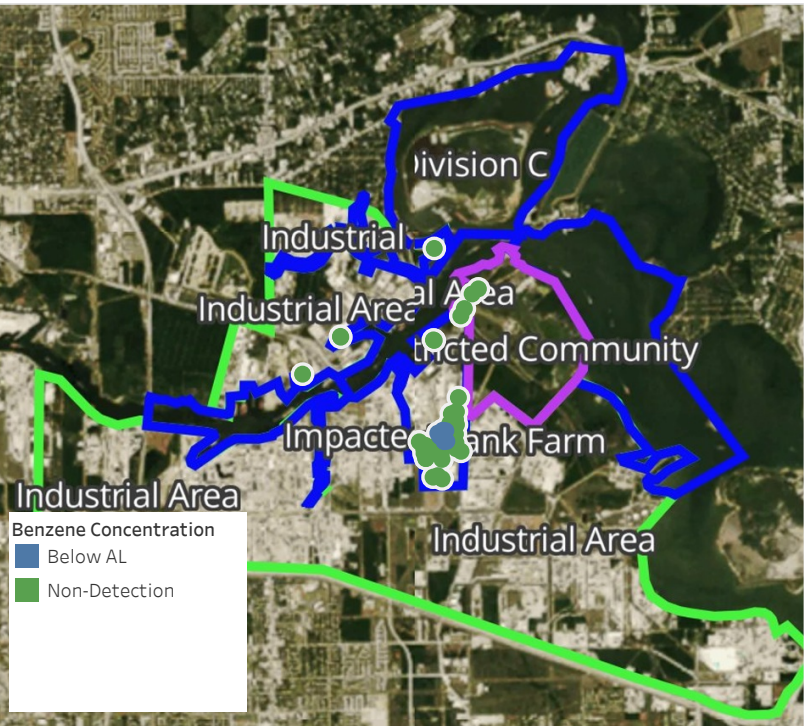 Division C
Industrial
al Area
Industrial Area
tricted Community
Impacte
ank Farm
Industrial Area
Industrial Area
Benzene Concentration
Below AL
Non-Detection